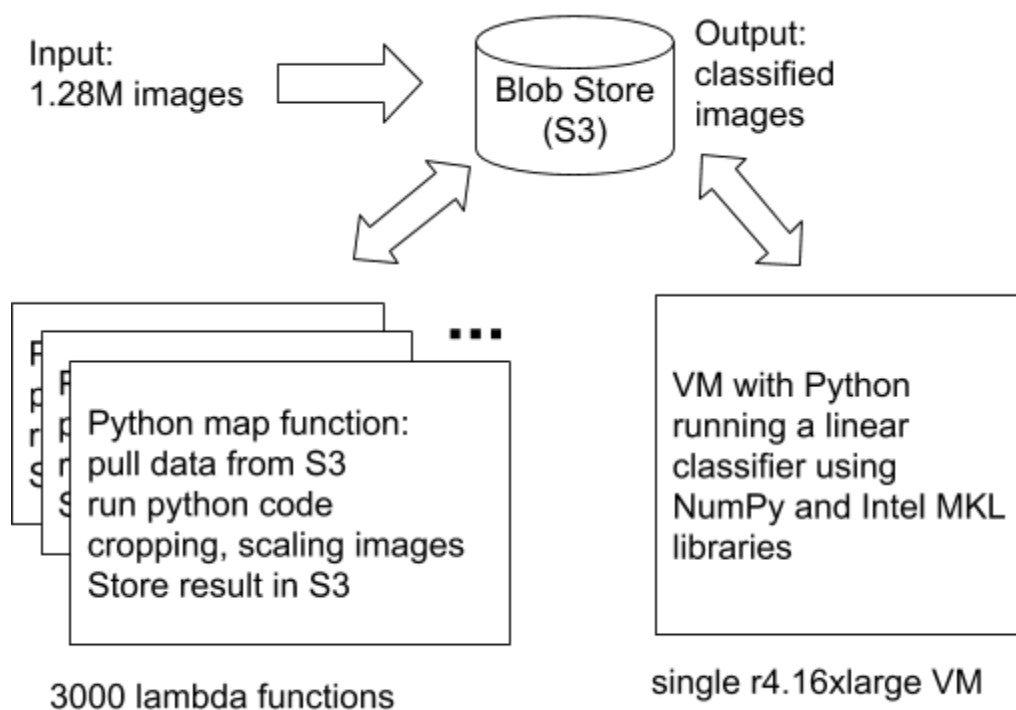 Input:
1.28M images
Blob Store
(S3)
Output:
classified
images
...
Python map function:
pull data from S3
run python code
cropping, scaling images
Store result in S3
3000 lambda functions
VM with Python
running a linear
classifier using
NumPy and Intel MKL
libraries
single r4.16xlarge VM